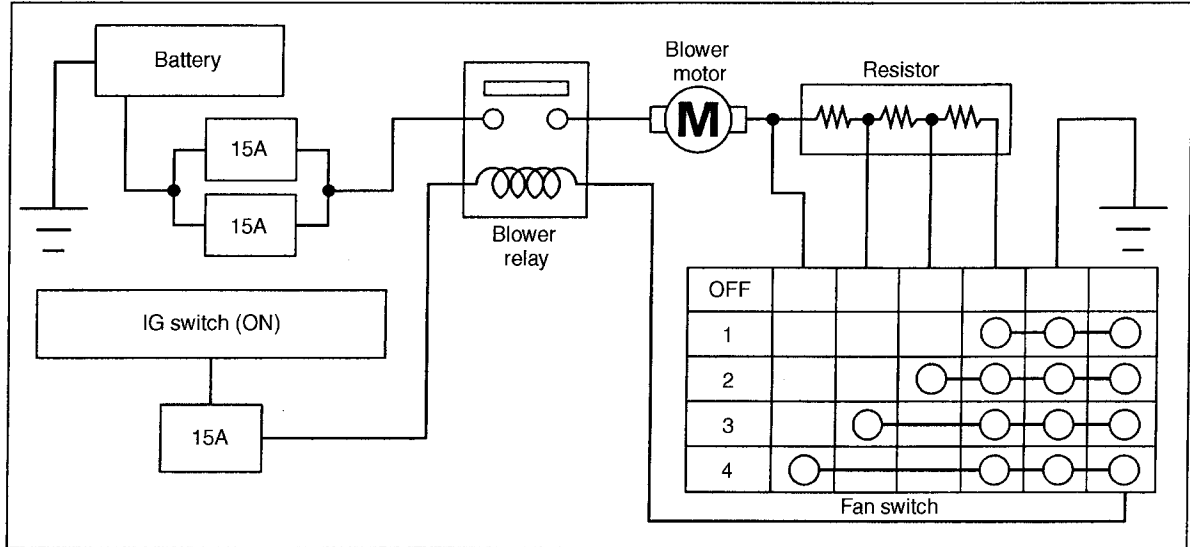 Battery
15A
15A
IG switch (ON)
15A
Blower
relay
Blower
motor
M
Resistor
OFF
1
2
3
4
Fan switch